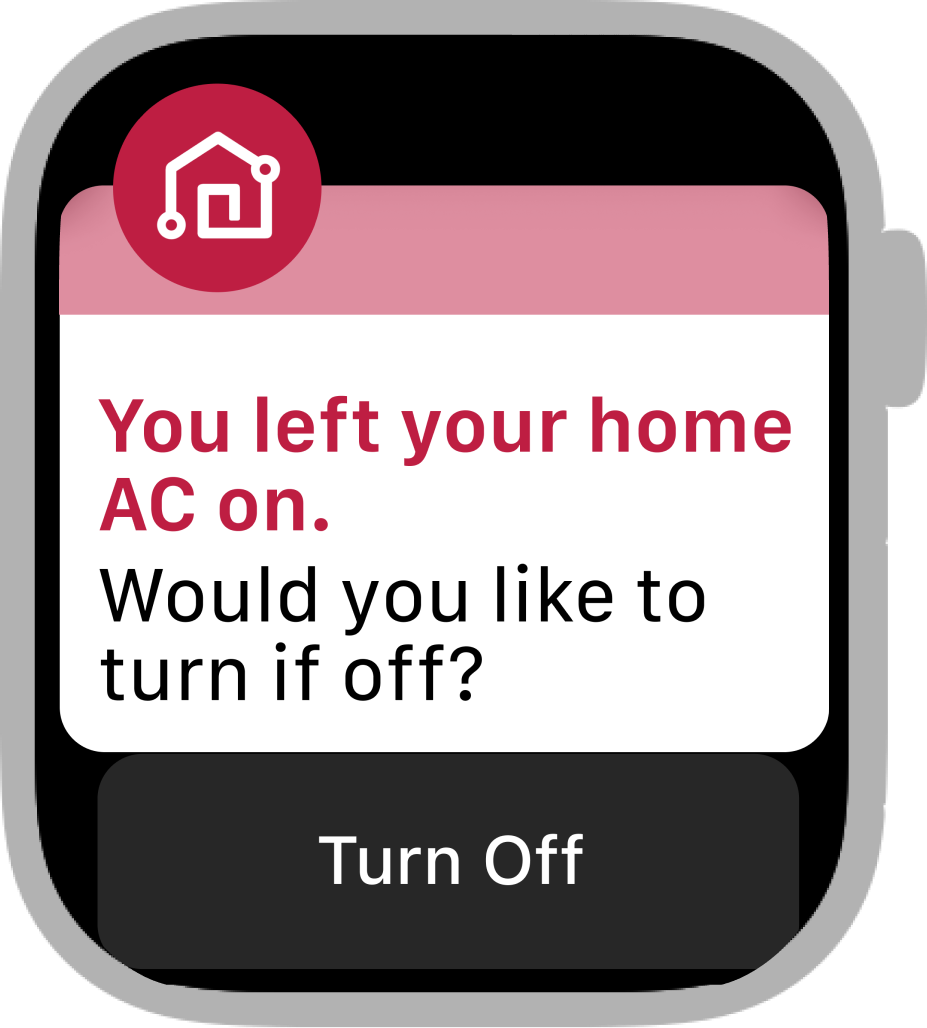 You left your home
AC on.
Would you like to
turn if off?
Turn Off